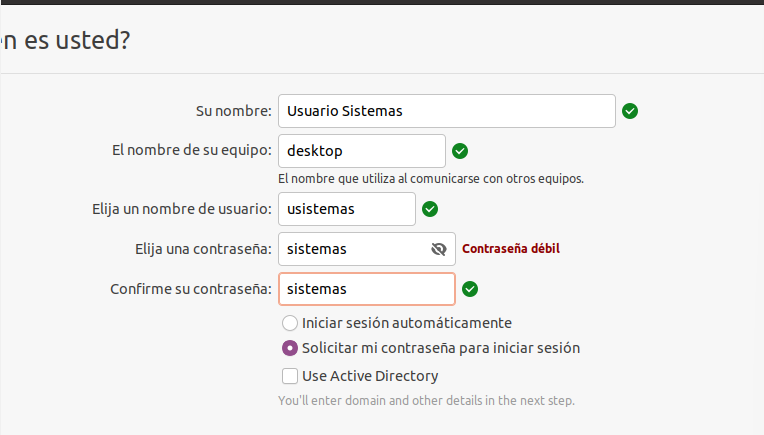 én es usted?
Su nombre: Usuario Sistemas
El nombre de su equipo: desktop
El nombre que utiliza al comunicarse con otros equipos.
Elija un nombre de usuario: usistemas
Elija una contraseña: sistemas Contraseña débil
Confirme su contraseña: sistemas
Iniciar sesión automáticamente
Solicitar mi contraseña para iniciar sesión
Use Active Directory
You'll enter domain and other details in the next step.